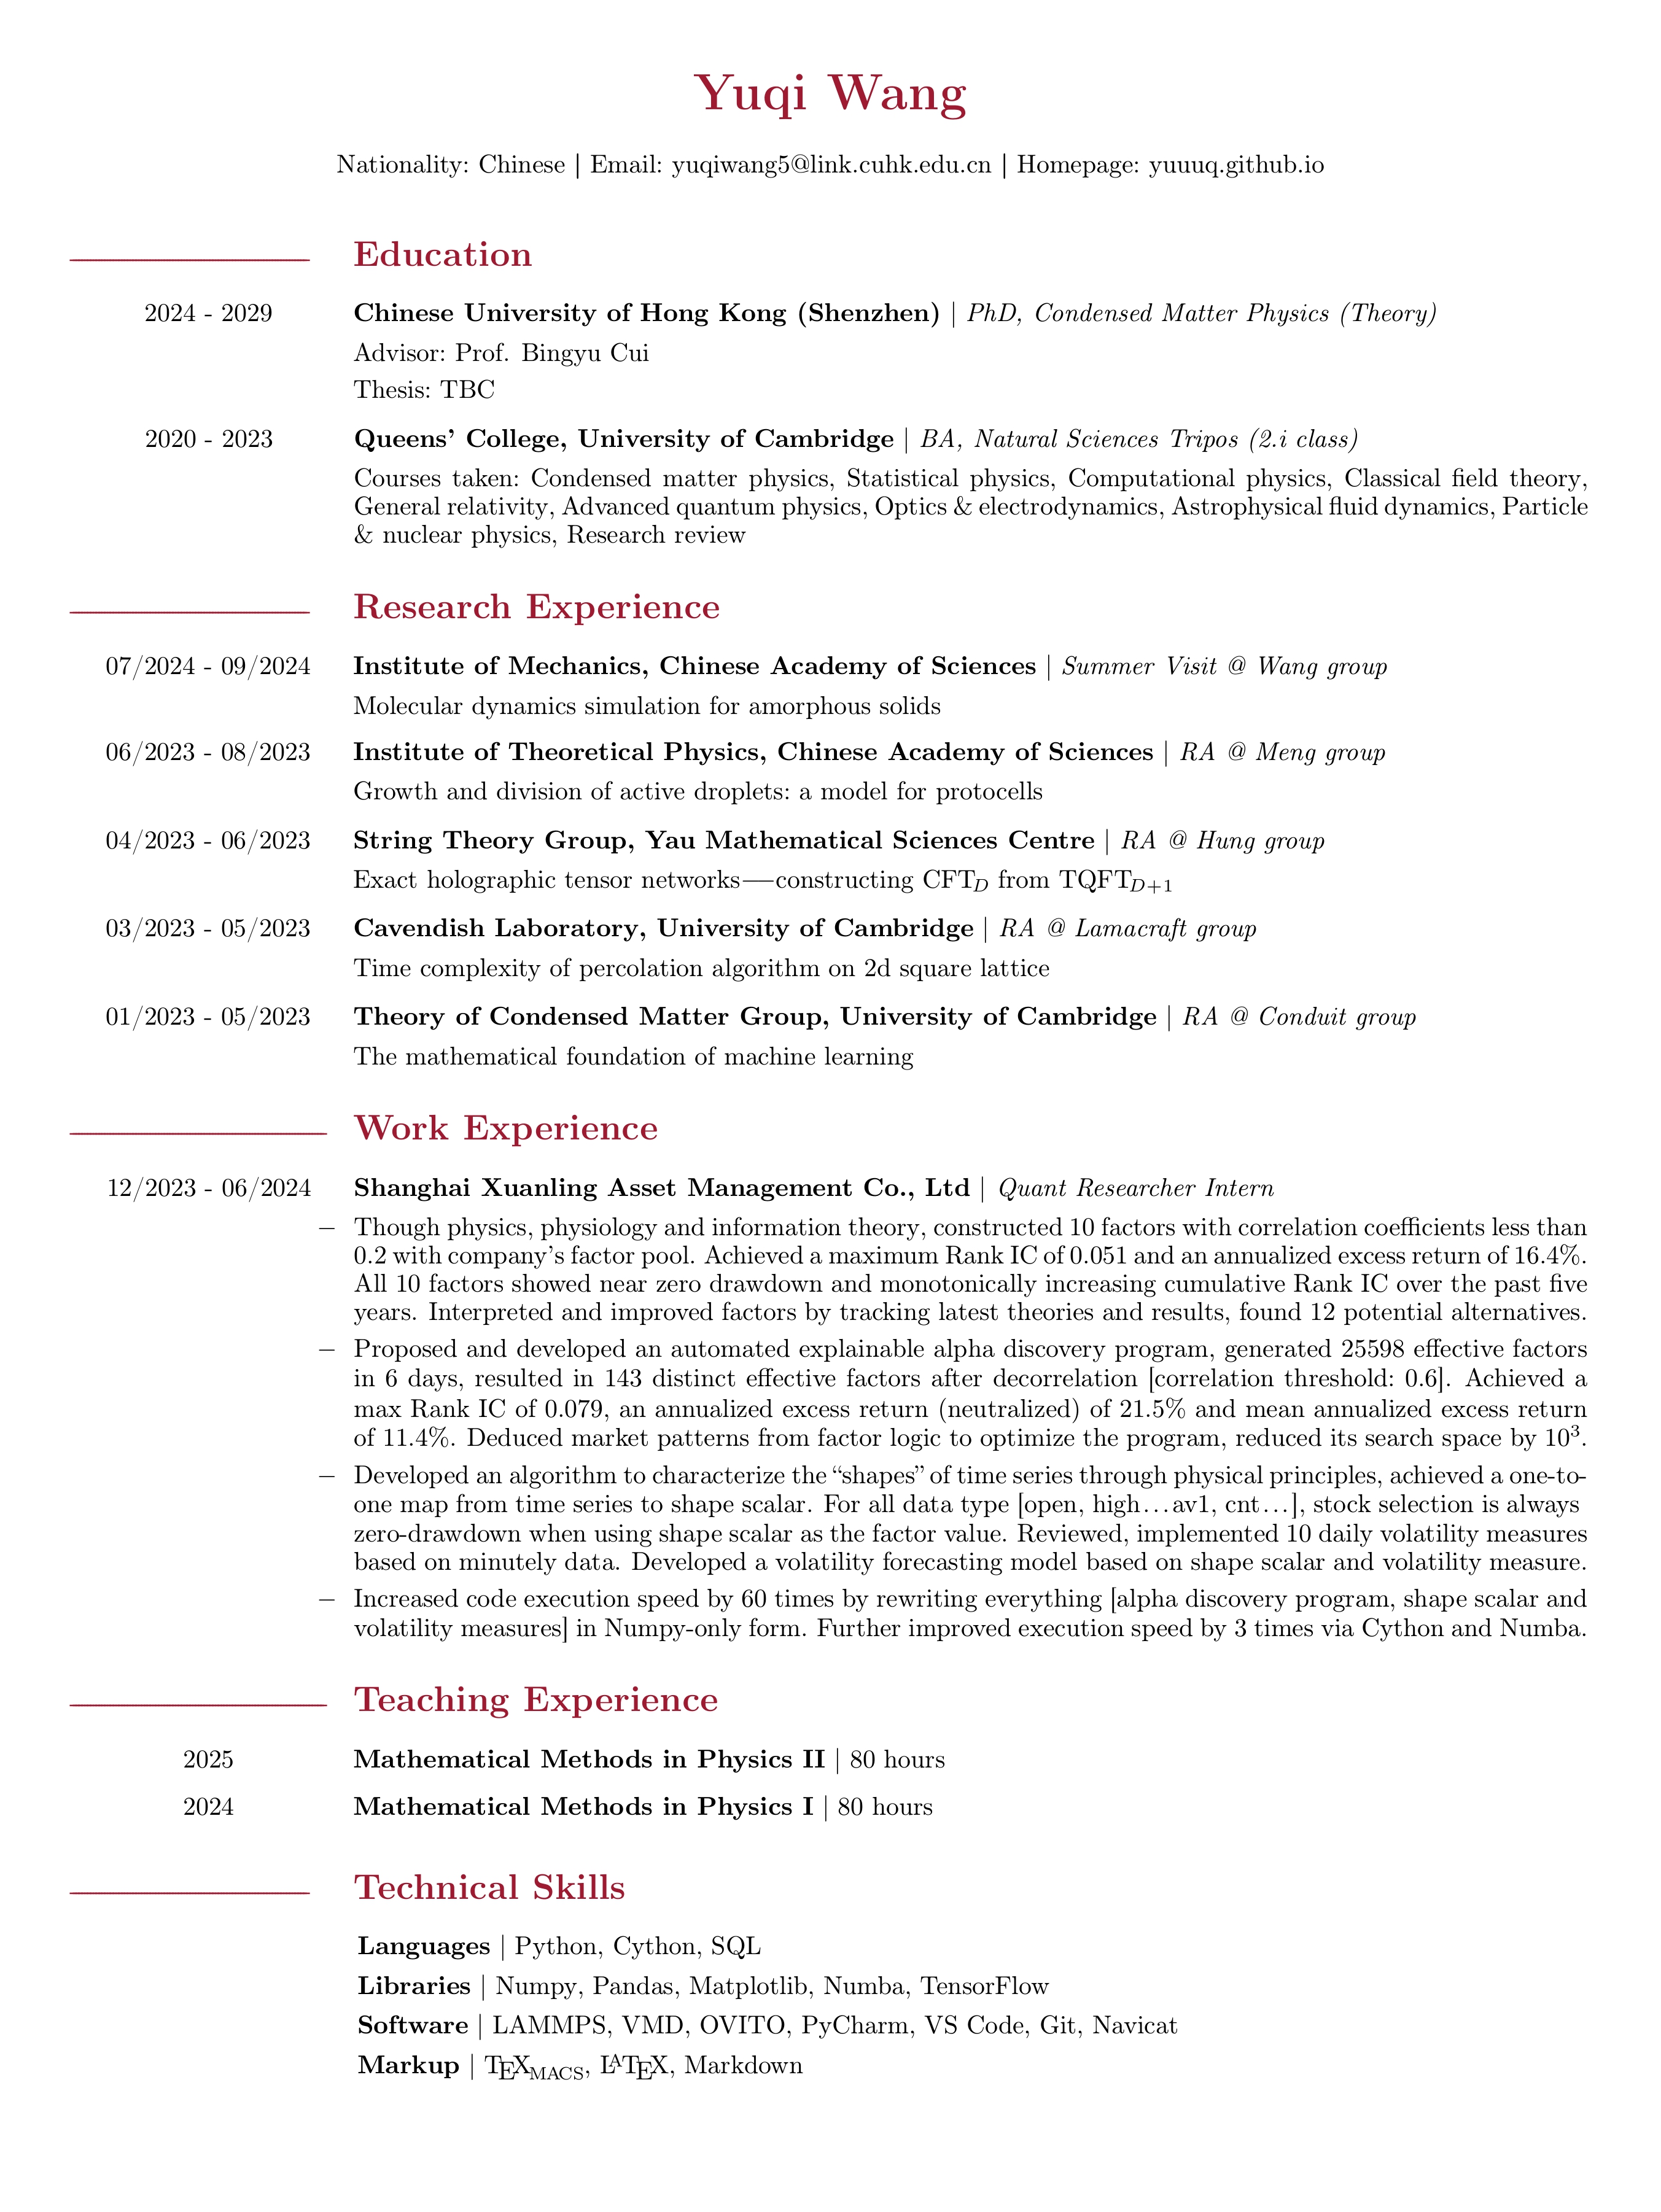 Yuqi Wang
Nationality: Chinese | Email: yuqiwang5@link.cuhk.edu.cn | Homepage: yuuuq.github.io
Education
2024 - 2029 Chinese University of Hong Kong (Shenzhen) | PhD, Condensed Matter Physics (Theory)
Advisor: Prof. Bingyu Cui
Thesis: TBC
2020 - 2023 Queens' College, University of Cambridge | BA, Natural Sciences Tripos (2.i class)
Courses taken: Condensed matter physics, Statistical physics, Computational physics, Classical field theory,
General relativity, Advanced quantum physics, Optics & electrodynamics, Astrophysical fluid dynamics, Particle
& nuclear physics, Research review
Research Experience
07/2024 - 09/2024 Institute of Mechanics, Chinese Academy of Sciences | Summer Visit @ Wang group
Molecular dynamics simulation for amorphous solids
06/2023 - 08/2023 Institute of Theoretical Physics, Chinese Academy of Sciences | RA @ Meng group
Growth and division of active droplets: a model for protocells
04/2023 - 06/2023 String Theory Group, Yau Mathematical Sciences Centre | RA @ Hung group
Exact holographic tensor networks—constructing CFT_D from TQFT_{D+1}
03/2023 - 05/2023 Cavendish Laboratory, University of Cambridge | RA @ Lamacraft group
Time complexity of percolation algorithm on 2d square lattice
01/2023 - 05/2023 Theory of Condensed Matter Group, University of Cambridge | RA @ Conduit group
The mathematical foundation of machine learning
Work Experience
12/2023 - 06/2024 Shanghai Xuanling Asset Management Co., Ltd | Quant Researcher Intern
– Though physics, physiology and information theory, constructed 10 factors with correlation coefficients less than
0.2 with company's factor pool. Achieved a maximum Rank IC of 0.051 and an annualized excess return of 16.4%.
All 10 factors showed near zero drawdown and monotonically increasing cumulative Rank IC over the past five
years. Interpreted and improved factors by tracking latest theories and results, found 12 potential alternatives.
– Proposed and developed an automated explainable alpha discovery program, generated 25598 effective factors
in 6 days, resulted in 143 distinct effective factors after decorrelation [correlation threshold: 0.6]. Achieved a
max Rank IC of 0.079, an annualized excess return (neutralized) of 21.5% and mean annualized excess return
of 11.4%. Deduced market patterns from factor logic to optimize the program, reduced its search space by 10³.
– Developed an algorithm to characterize the “shapes” of time series through physical principles, achieved a one-to-
one map from time series to shape scalar. For all data type [open, high…av1, cnt…], stock selection is always
zero-drawdown when using shape scalar as the factor value. Reviewed, implemented 10 daily volatility measures
based on minutely data. Developed a volatility forecasting model based on shape scalar and volatility measure.
– Increased code execution speed by 60 times by rewriting everything [alpha discovery program, shape scalar and
volatility measures] in Numpy-only form. Further improved execution speed by 3 times via Cython and Numba.
Teaching Experience
2025 Mathematical Methods in Physics II | 80 hours
2024 Mathematical Methods in Physics I | 80 hours
Technical Skills
Languages | Python, Cython, SQL
Libraries | Numpy, Pandas, Matplotlib, Numba, TensorFlow
Software | LAMMPS, VMD, OVITO, PyCharm, VS Code, Git, Navicat
Markup | TEXMACS, LATEX, Markdown